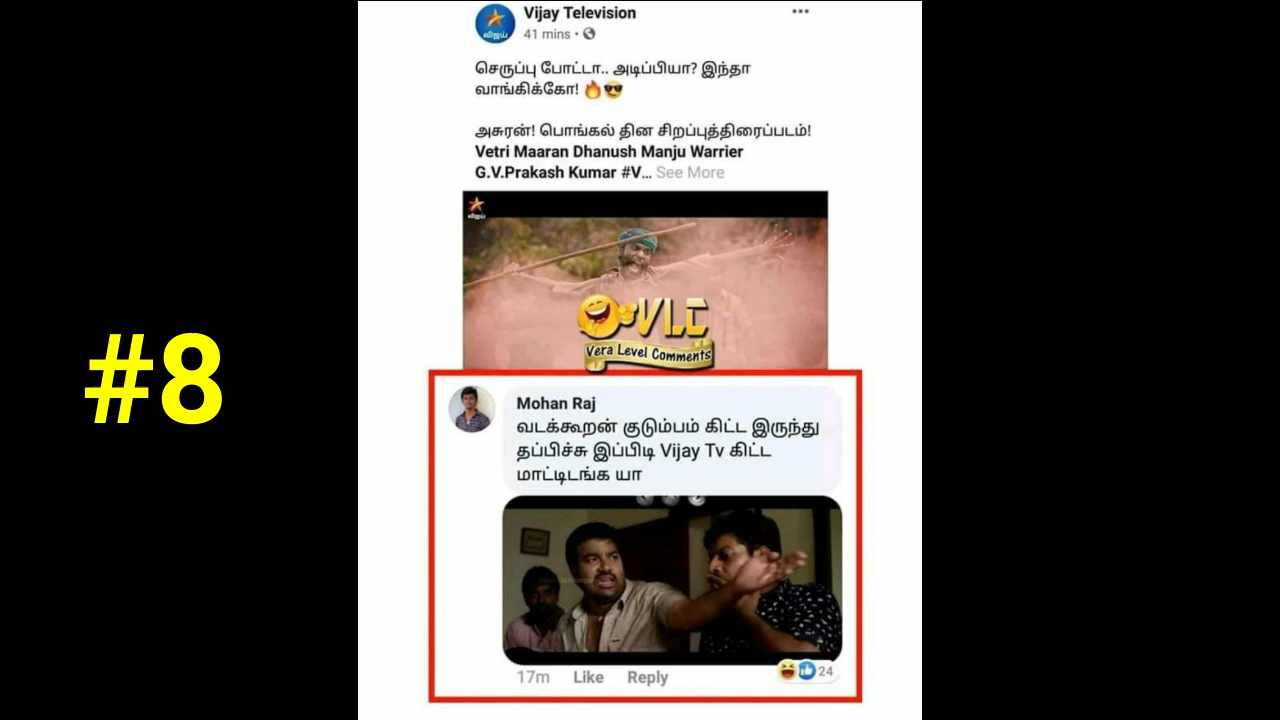 Vijay Television
விஜய்
41 mins •
செருப்பு போட்டா.. அடிப்பியா? இந்தா
வாங்கிக்கோ! 🔥😎
அசுரன்! பொங்கல் தின சிறப்புத்திரைப்படம்!
Vetri Maaran Dhanush Manju Warrier
G.V.Prakash Kumar #V... See More
விஜய்
VLC
Vera Level Comments
#8
Mohan Raj
வடக்கூறன் குடும்பம் கிட்ட இருந்து
தப்பிச்சு இப்பிடி Vijay Tv கிட்ட
மாட்டிடங்க யா
17m Like Reply 24